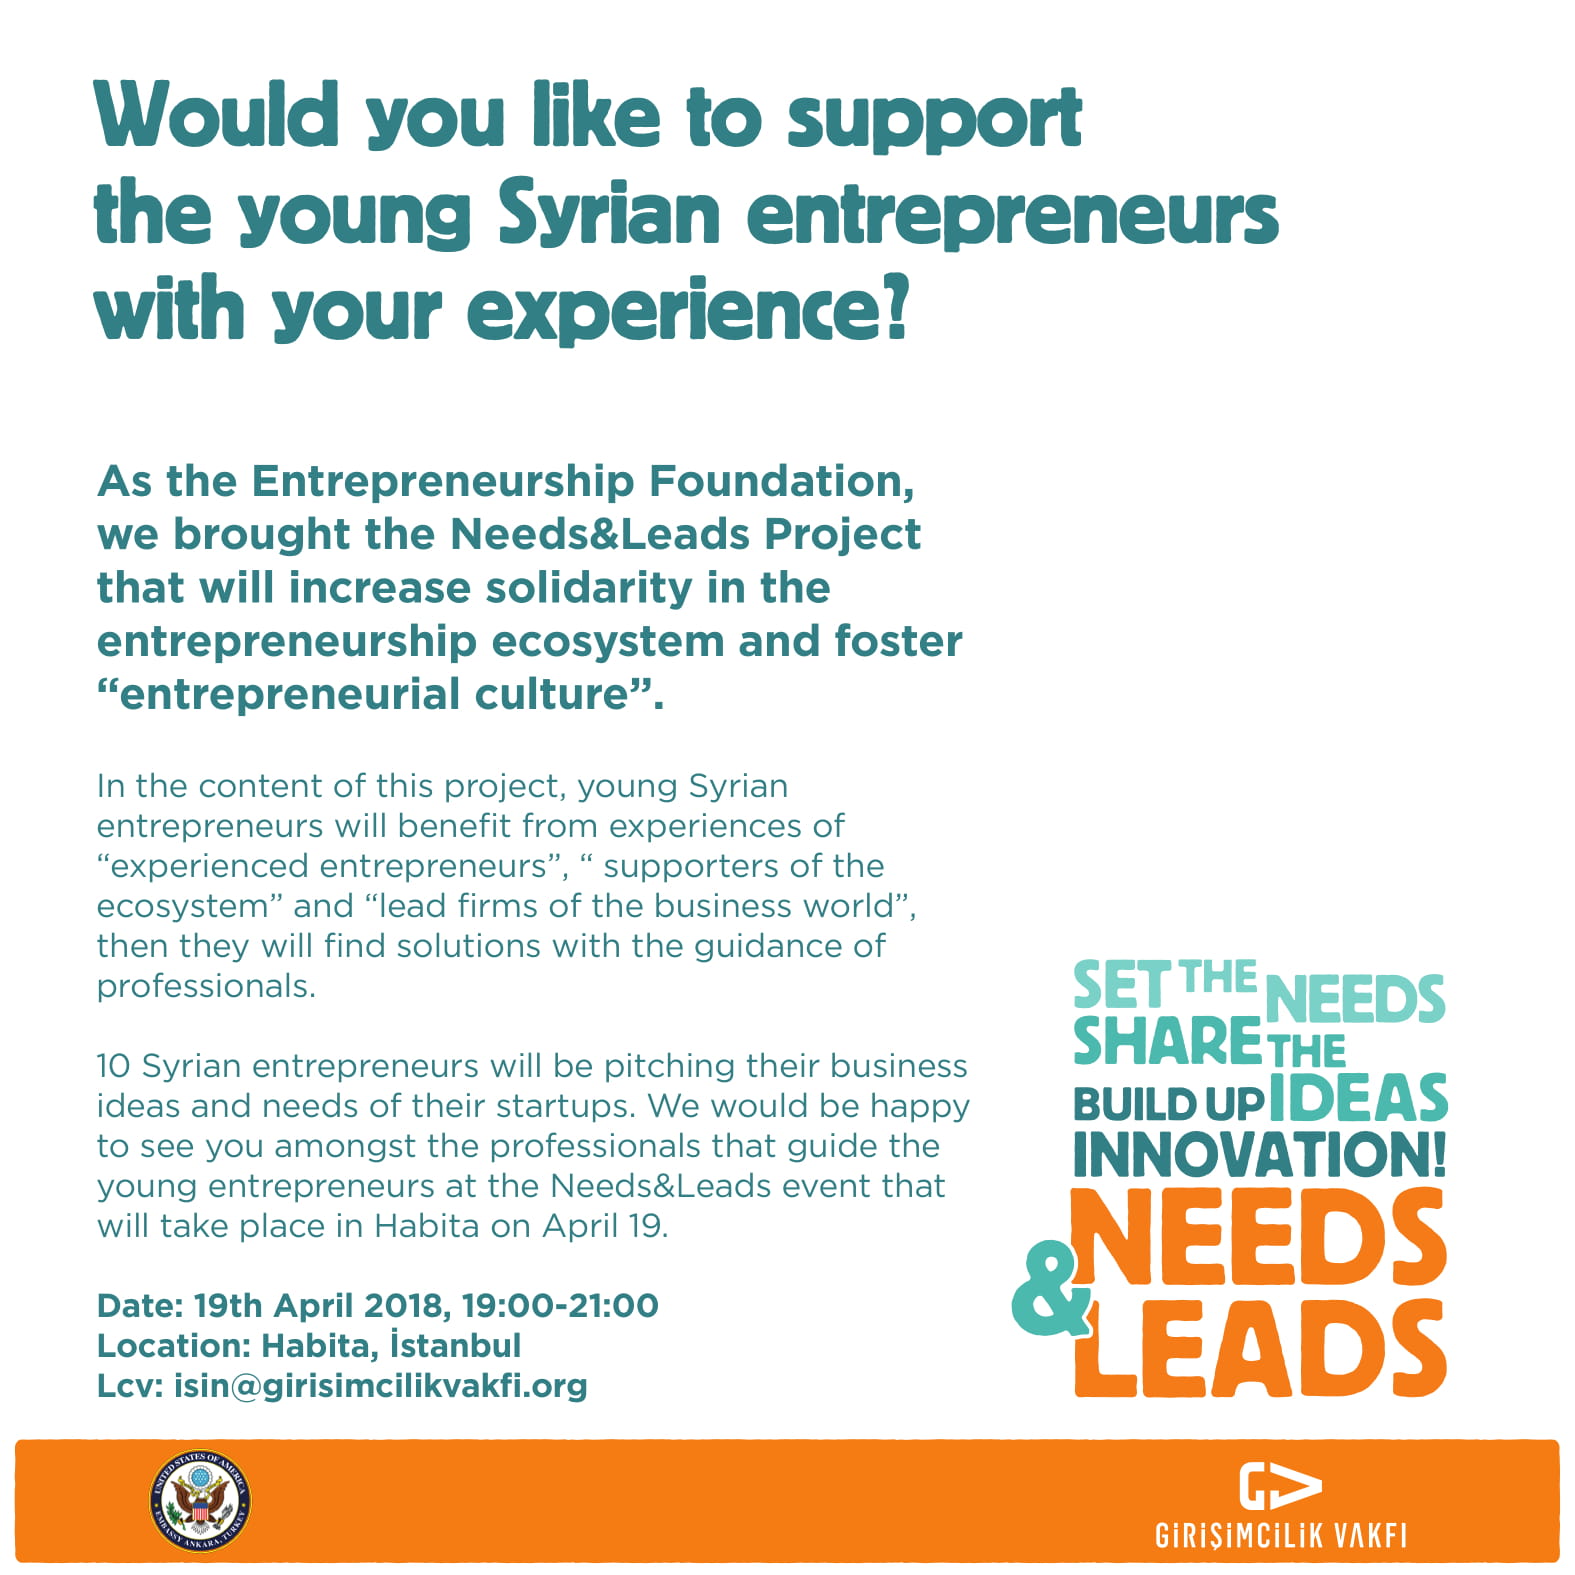 Would you like to support
the young Syrian entrepreneurs
with your experience?
As the Entrepreneurship Foundation,
we brought the Needs&Leads Project
that will increase solidarity in the
entrepreneurship ecosystem and foster
“entrepreneurial culture”.
In the content of this project, young Syrian
entrepreneurs will benefit from experiences of
“experienced entrepreneurs”, “ supporters of the
ecosystem” and “lead firms of the business world”,
then they will find solutions with the guidance of
professionals.
10 Syrian entrepreneurs will be pitching their business
ideas and needs of their startups. We would be happy
to see you amongst the professionals that guide the
young entrepreneurs at the Needs&Leads event that
will take place in Habita on April 19.
Date: 19th April 2018, 19:00-21:00
Location: Habita, İstanbul
Lcv: isin@girisimcilikvakfi.org
SET THE NEEDS
SHARE THE IDEAS
BUILD UP
INNOVATION!
NEEDS
& LEADS
UNITED STATES OF AMERICA
EMBASSY ANKARA, TURKEY
GİRİŞİMCİLİK VAKFI